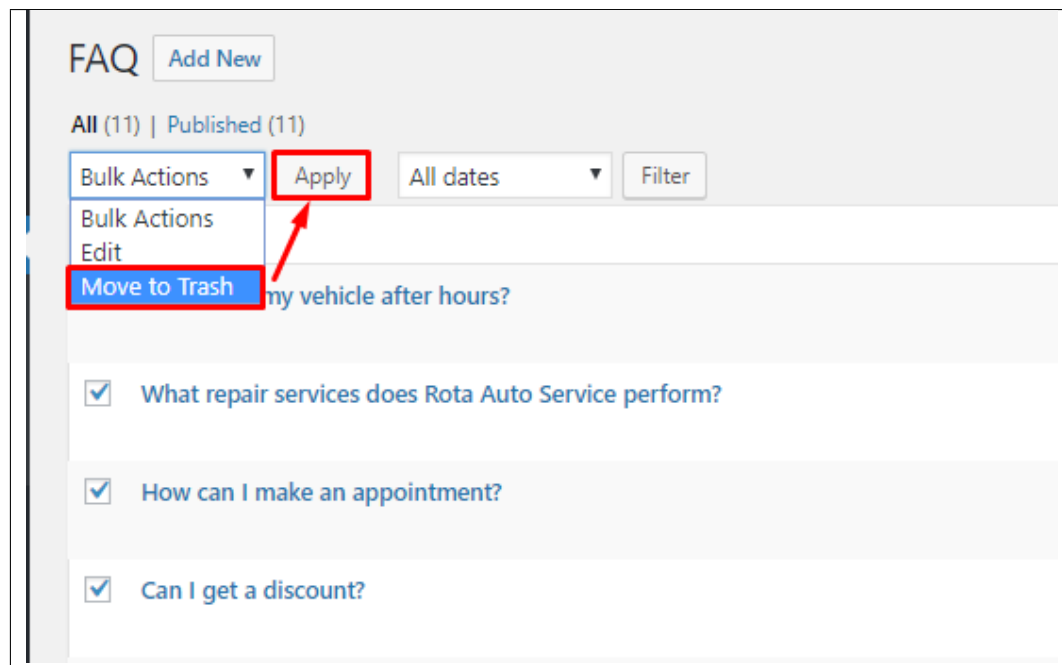 FAQ Add New
All (11) | Published (11)
Bulk Actions Apply All dates Filter
Bulk Actions
Edit
Move to Trash
my vehicle after hours?
What repair services does Rota Auto Service perform?
How can I make an appointment?
Can I get a discount?